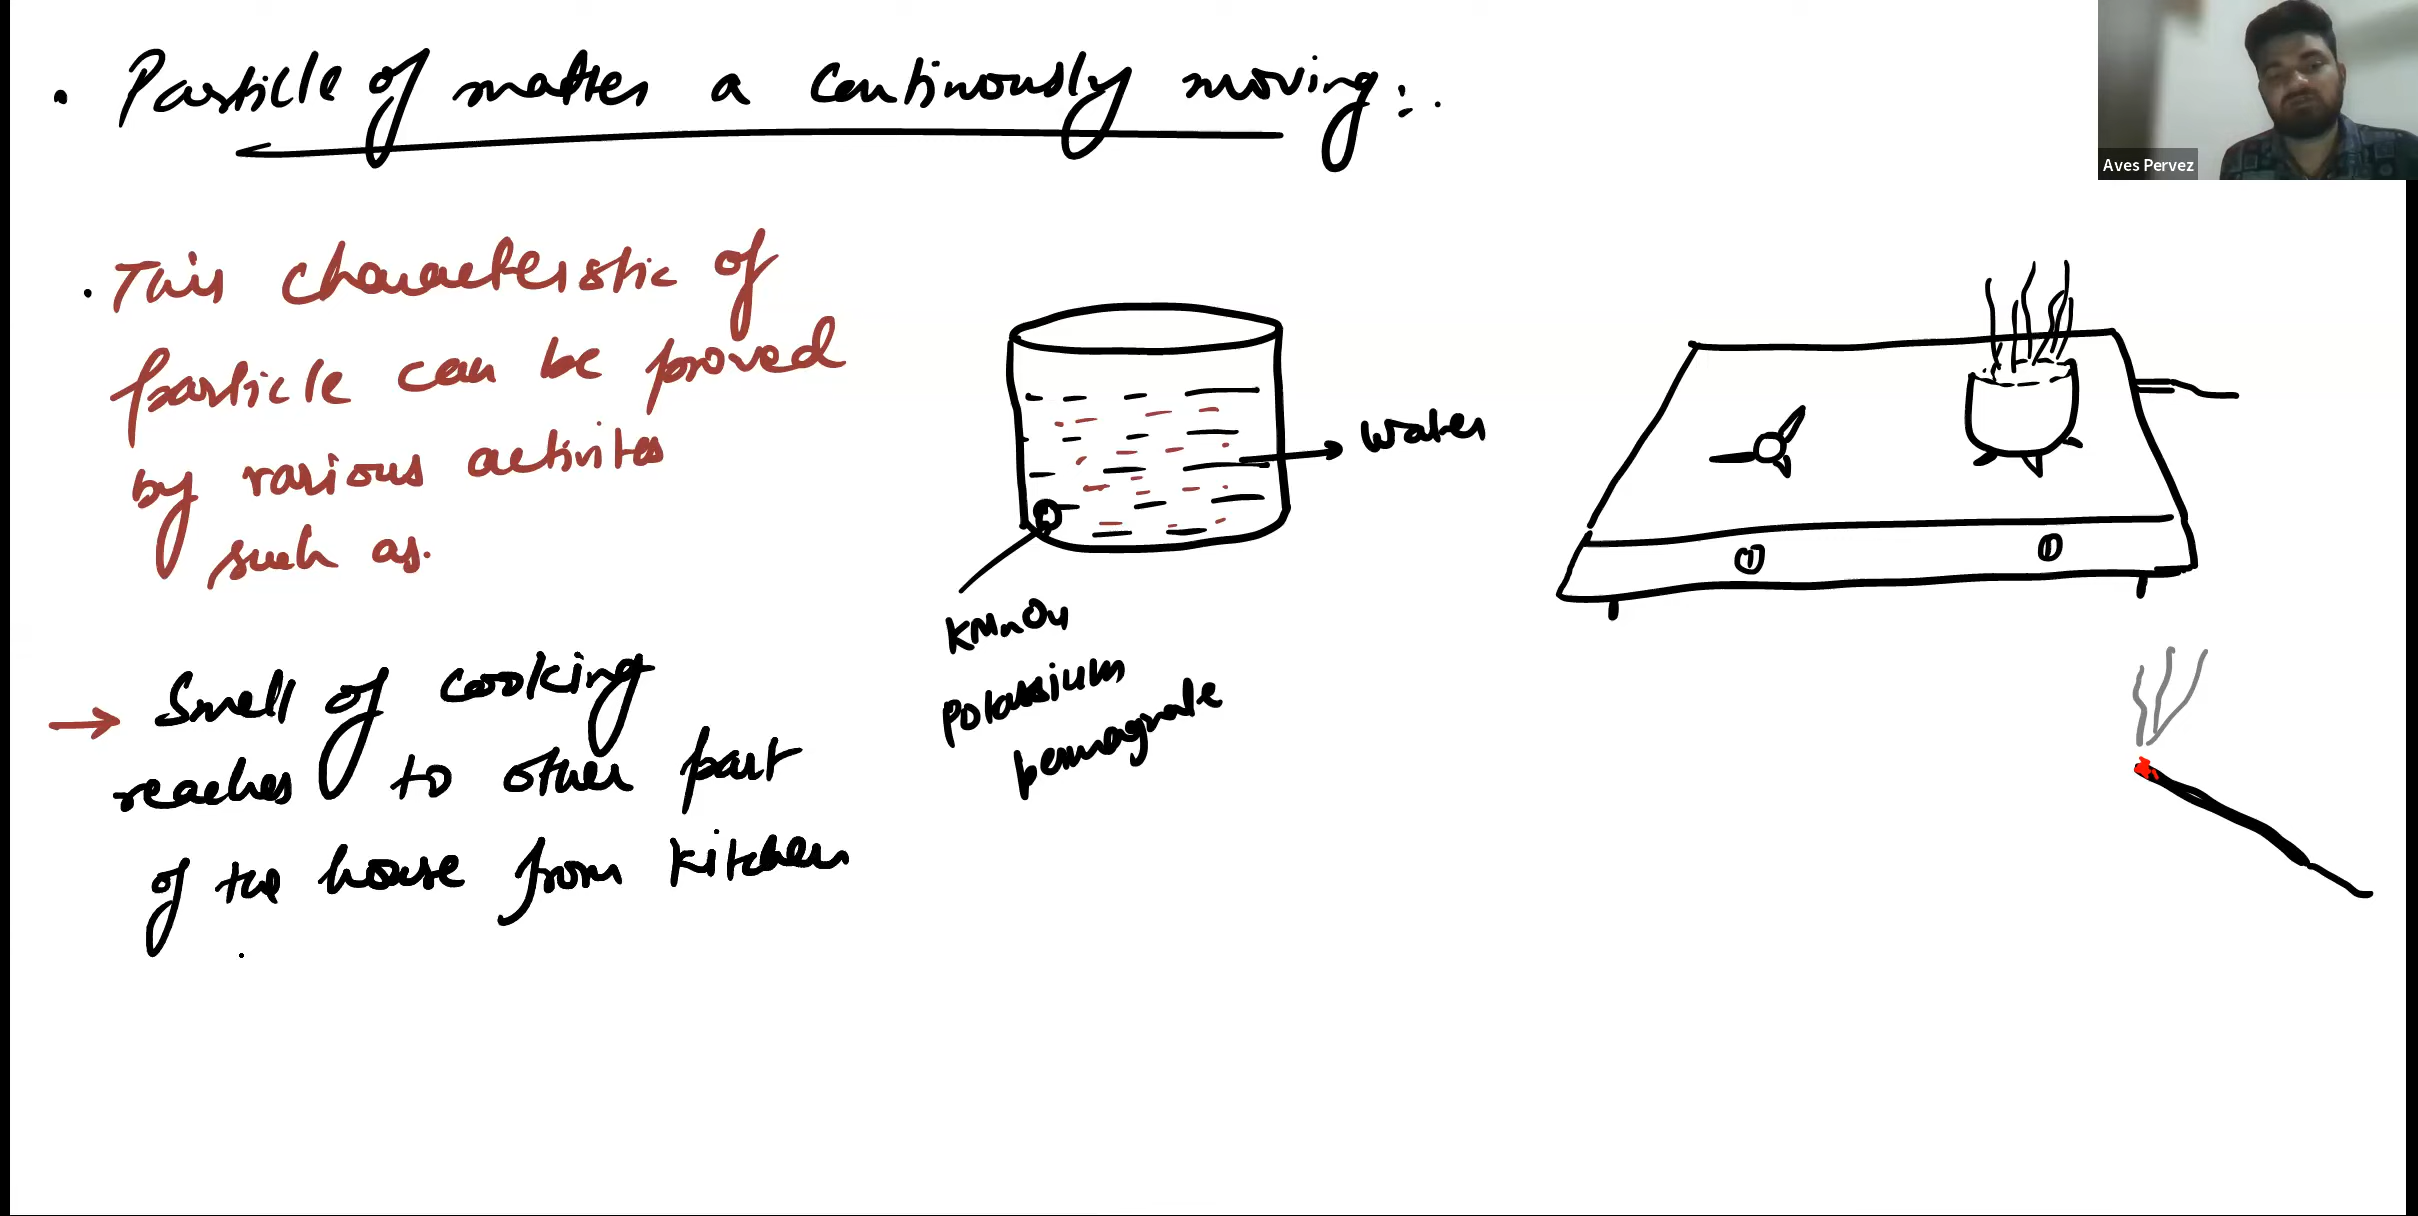 • Particle of matter a continuously moving:.
Aves Pervez
• This characteristic of
particle can be proved
by various activites
such as.
Water
KMnO4
Potassium
permagnate
→ Smell of cooking
reaches to other part
of the house from kitchen